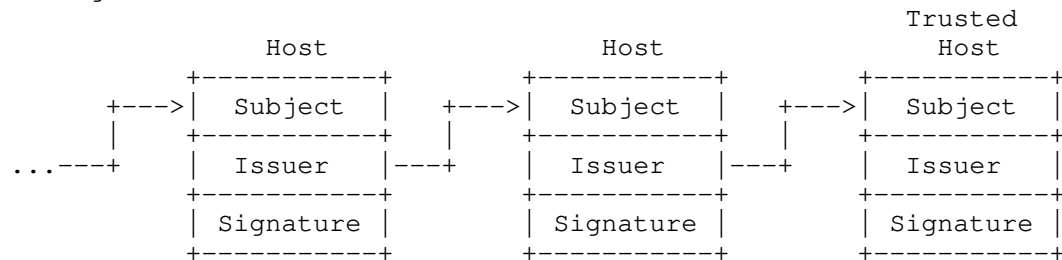 Trusted
                 Host                  Host                   Host
            +-----------+         +-----------+         +-----------+
       +--->|  Subject  |    +--->|  Subject  |    +--->|  Subject  |
       |    +-----------+    |    +-----------+    |    +-----------+
...---+     |  Issuer   |---+     |  Issuer   |---+     |  Issuer   |
            +-----------+         +-----------+         +-----------+
            | Signature |         | Signature |         | Signature |
            +-----------+         +-----------+         +-----------+